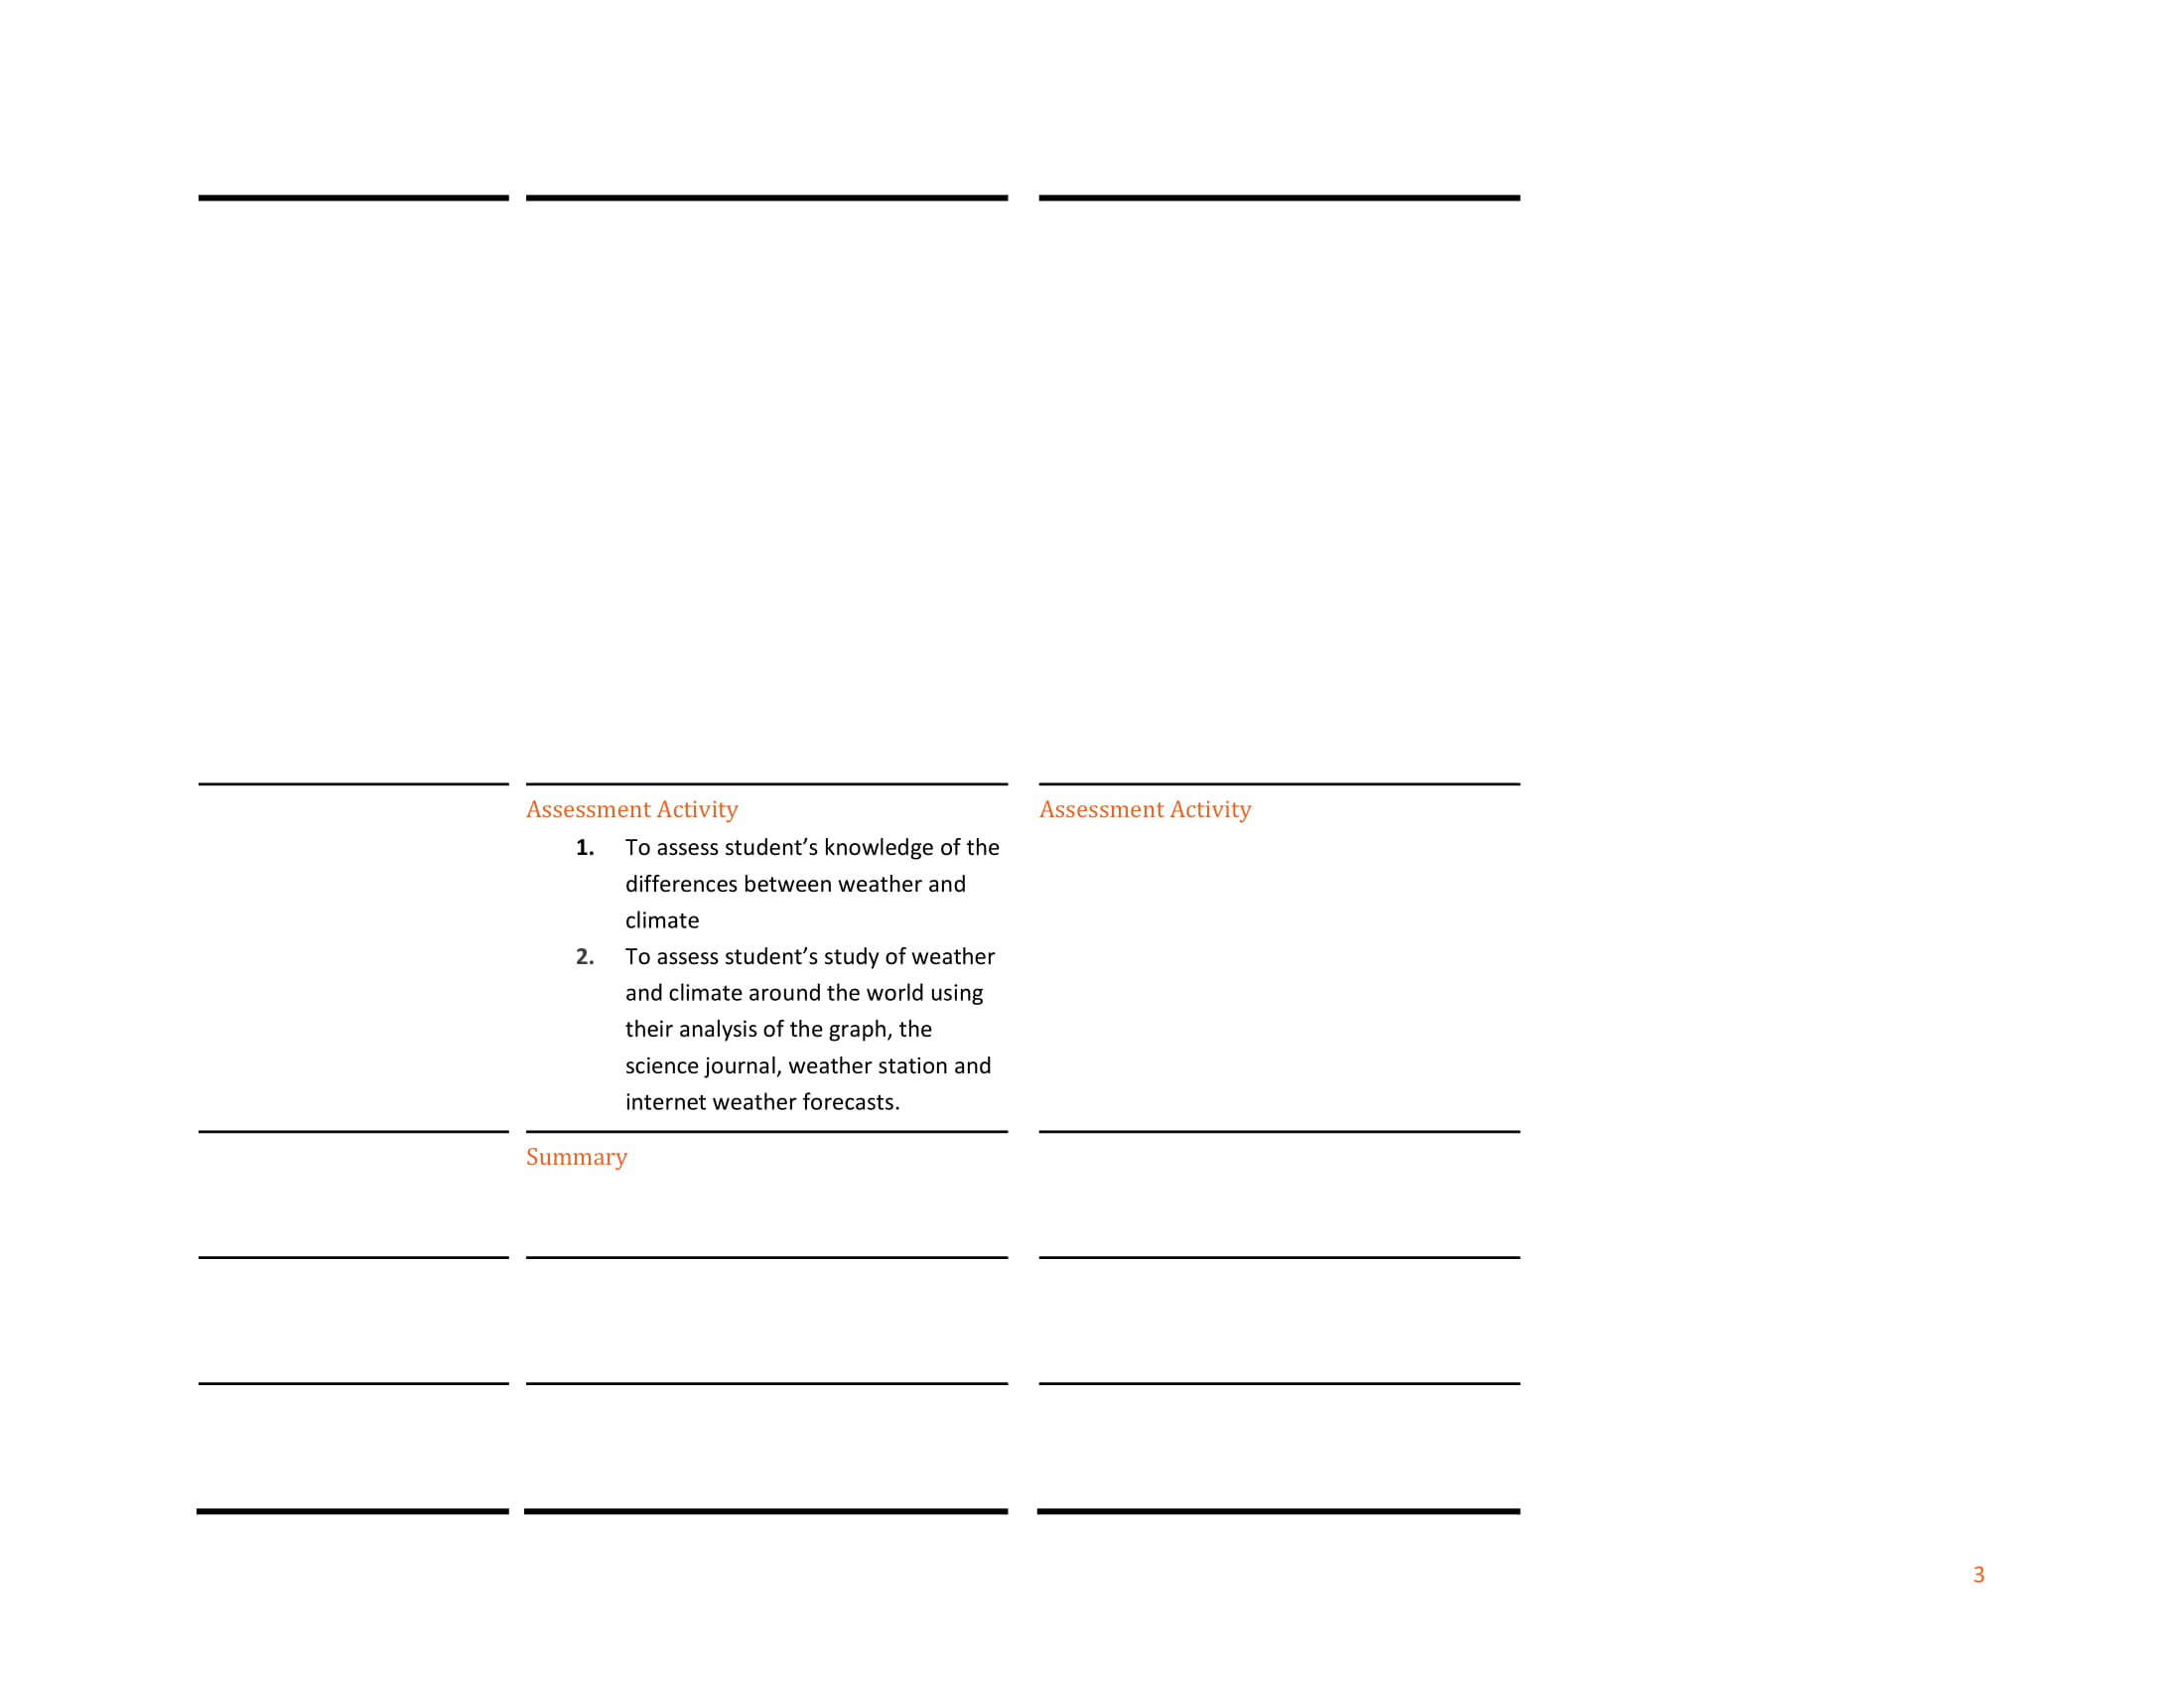 Assessment Activity
1. To assess student’s knowledge of the
differences between weather and
climate
2. To assess student’s study of weather
and climate around the world using
their analysis of the graph, the
science journal, weather station and
internet weather forecasts.
Assessment Activity
Summary
3